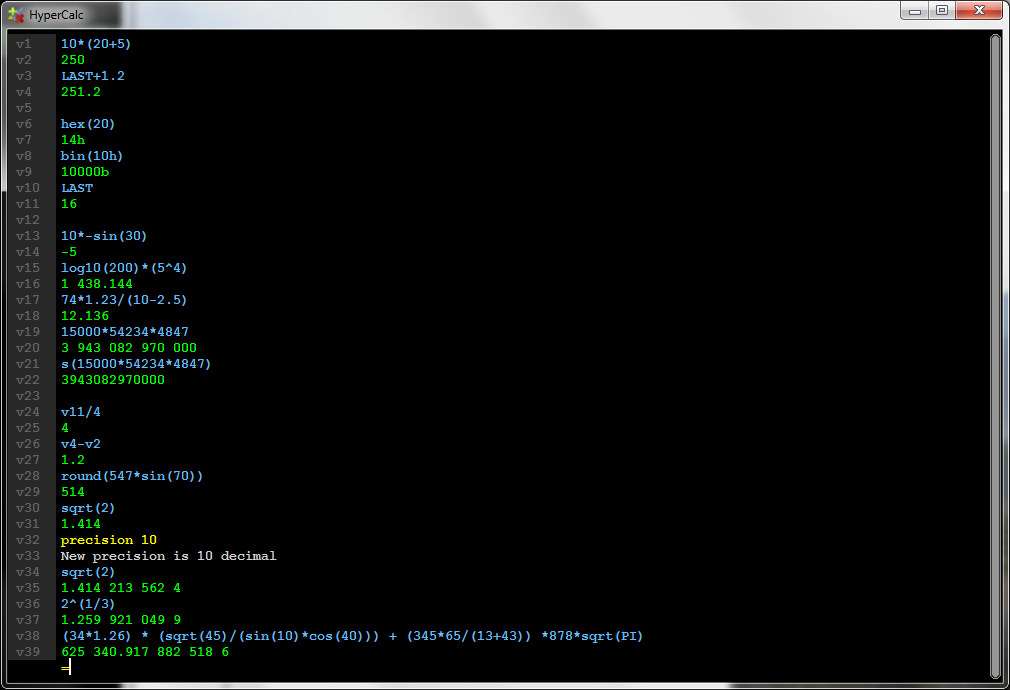 HyperCalc
v1 10*(20+5)
v2 250
v3 LAST+1.2
v4 251.2
v5
v6 hex(20)
v7 14h
v8 bin(10h)
v9 10000b
v10 LAST
v11 16
v12
v13 10*-sin(30)
v14 -5
v15 log10(200)*(5^4)
v16 1 438.144
v17 74*1.23/(10-2.5)
v18 12.136
v19 15000*54234*4847
v20 3 943 082 970 000
v21 s(15000*54234*4847)
v22 3943082970000
v23
v24 v11/4
v25 4
v26 v4-v2
v27 1.2
v28 round(547*sin(70))
v29 514
v30 sqrt(2)
v31 1.414
v32 precision 10
v33 New precision is 10 decimal
v34 sqrt(2)
v35 1.414 213 562 4
v36 2^(1/3)
v37 1.259 921 049 9
v38 (34*1.26) * (sqrt(45)/(sin(10)*cos(40))) + (345*65/(13+43)) *878*sqrt(PI)
v39 625 340.917 882 518 6
=